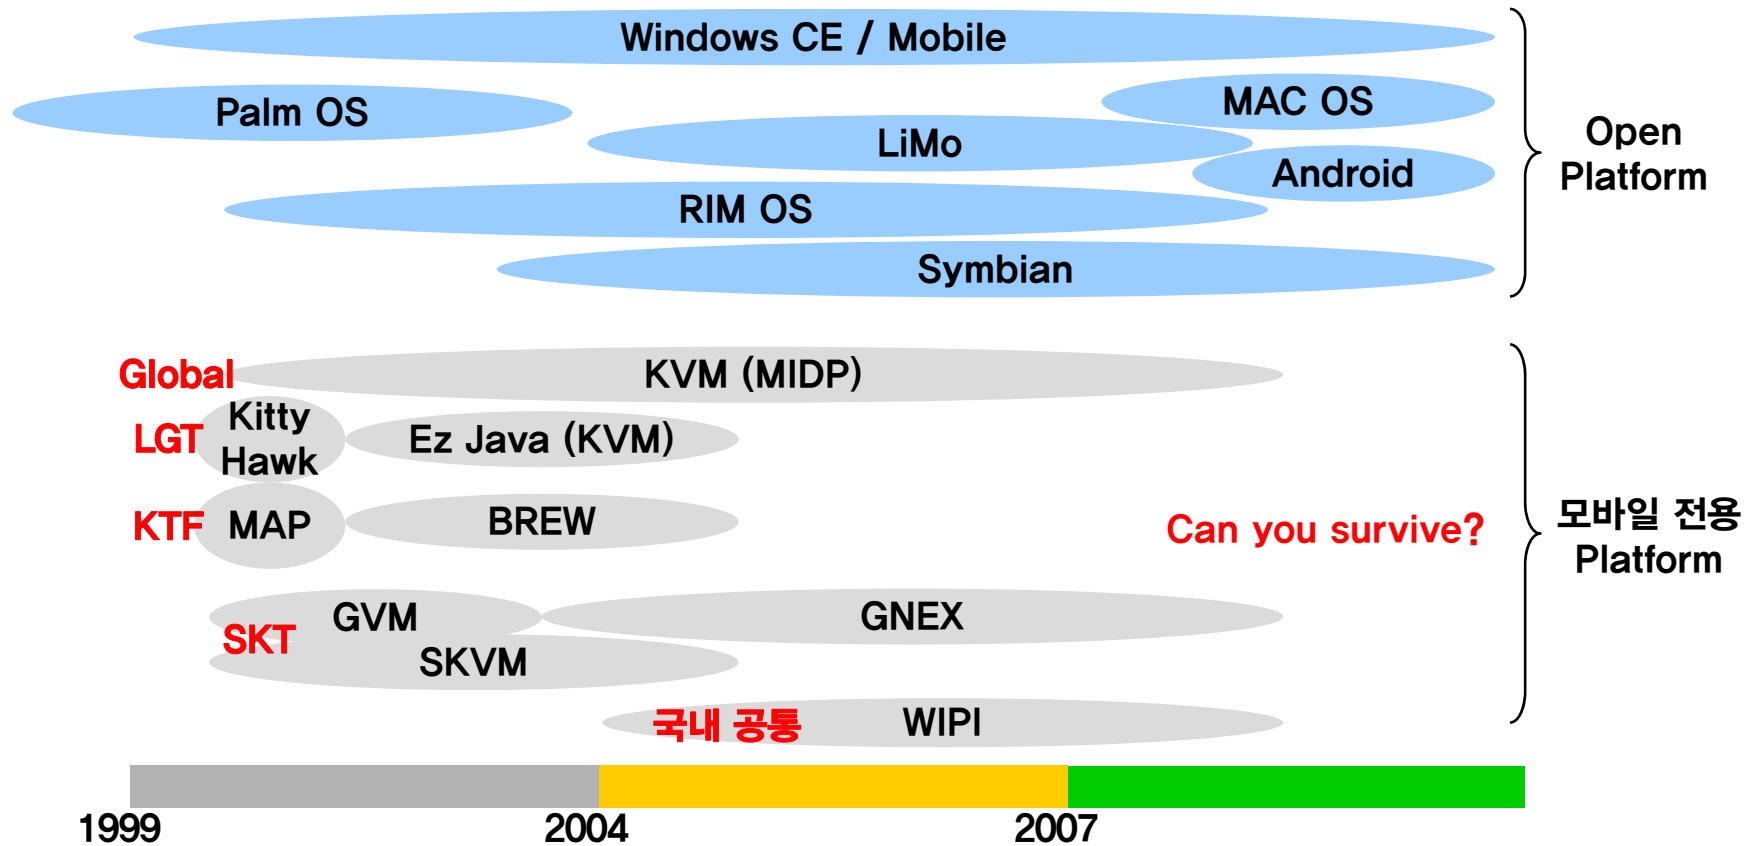 Windows CE / Mobile
Palm OS
MAC OS
LiMo
Android
RIM OS
Symbian
Open
Platform
Global
KVM (MIDP)
LGT
Kitty
Hawk
Ez Java (KVM)
KTF
MAP
BREW
Can you survive?
모바일 전용
Platform
SKT
GVM
GNEX
SKVM
국내 공통
WIPI
1999
2004
2007